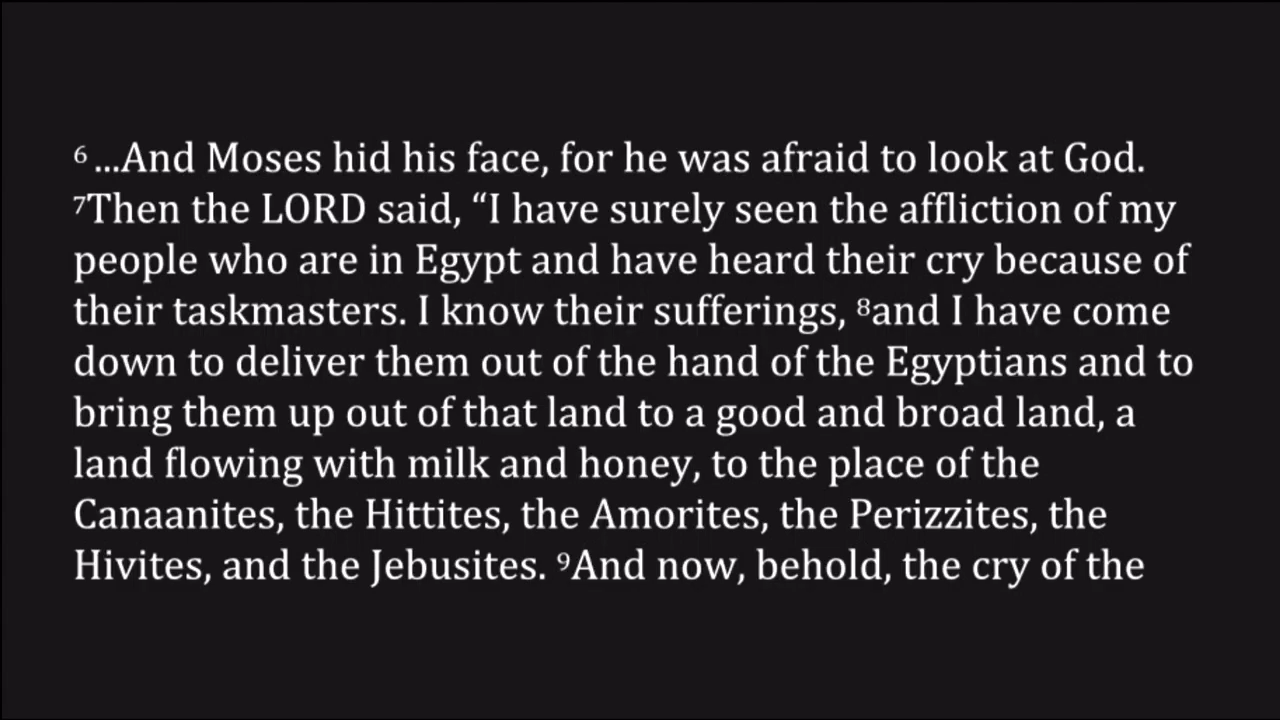 ⁶ ...And Moses hid his face, for he was afraid to look at God.
⁷Then the LORD said, “I have surely seen the affliction of my
people who are in Egypt and have heard their cry because of
their taskmasters. I know their sufferings, ⁸and I have come
down to deliver them out of the hand of the Egyptians and to
bring them up out of that land to a good and broad land, a
land flowing with milk and honey, to the place of the
Canaanites, the Hittites, the Amorites, the Perizzites, the
Hivites, and the Jebusites. ⁹And now, behold, the cry of the